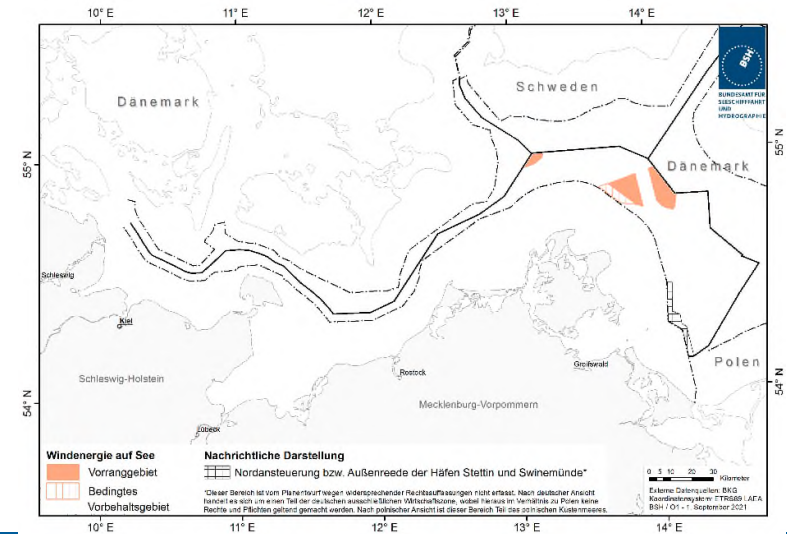 10° E 11° E 12° E 13° E 14° E
BSH
BUNDESAMT FÜR
SEESCHIFFFAHRT
UND
HYDROGRAPHIE
Schweden
Dänemark
55° N
55° N
Dänemark
Schleswig
Kiel
Polen
Greifswald
Rostock
Schleswig-Holstein
54° N
54° N
Mecklenburg-Vorpommern
Lübeck
Windenergie auf See
Vorranggebiet
Bedingtes
Vorbehaltsgebiet
Nachrichtliche Darstellung
Nordansteuerung bzw. Außenreede der Häfen Stettin und Swinemünde*
*Dieser Bereich ist vom Planentwurf wegen widersprechender Rechtsauffassungen nicht erfasst. Nach deutscher Ansicht
handelt es sich um einen Teil der deutschen ausschließlichen Wirtschaftszone, wobei hieraus im Verhältnis zu Polen keine
Rechte und Pflichten geltend gemacht werden. Nach polnischer Ansicht ist dieser Bereich Teil des polnischen Küstenmeeres.
0 5 10 20 30
Kilometer
Externe Datenquellen: BKG
Koordinatensystem: ETRS89 LAEA
BSH / O1 - 1. September 2021
10° E 11° E 12° E 13° E 14° E